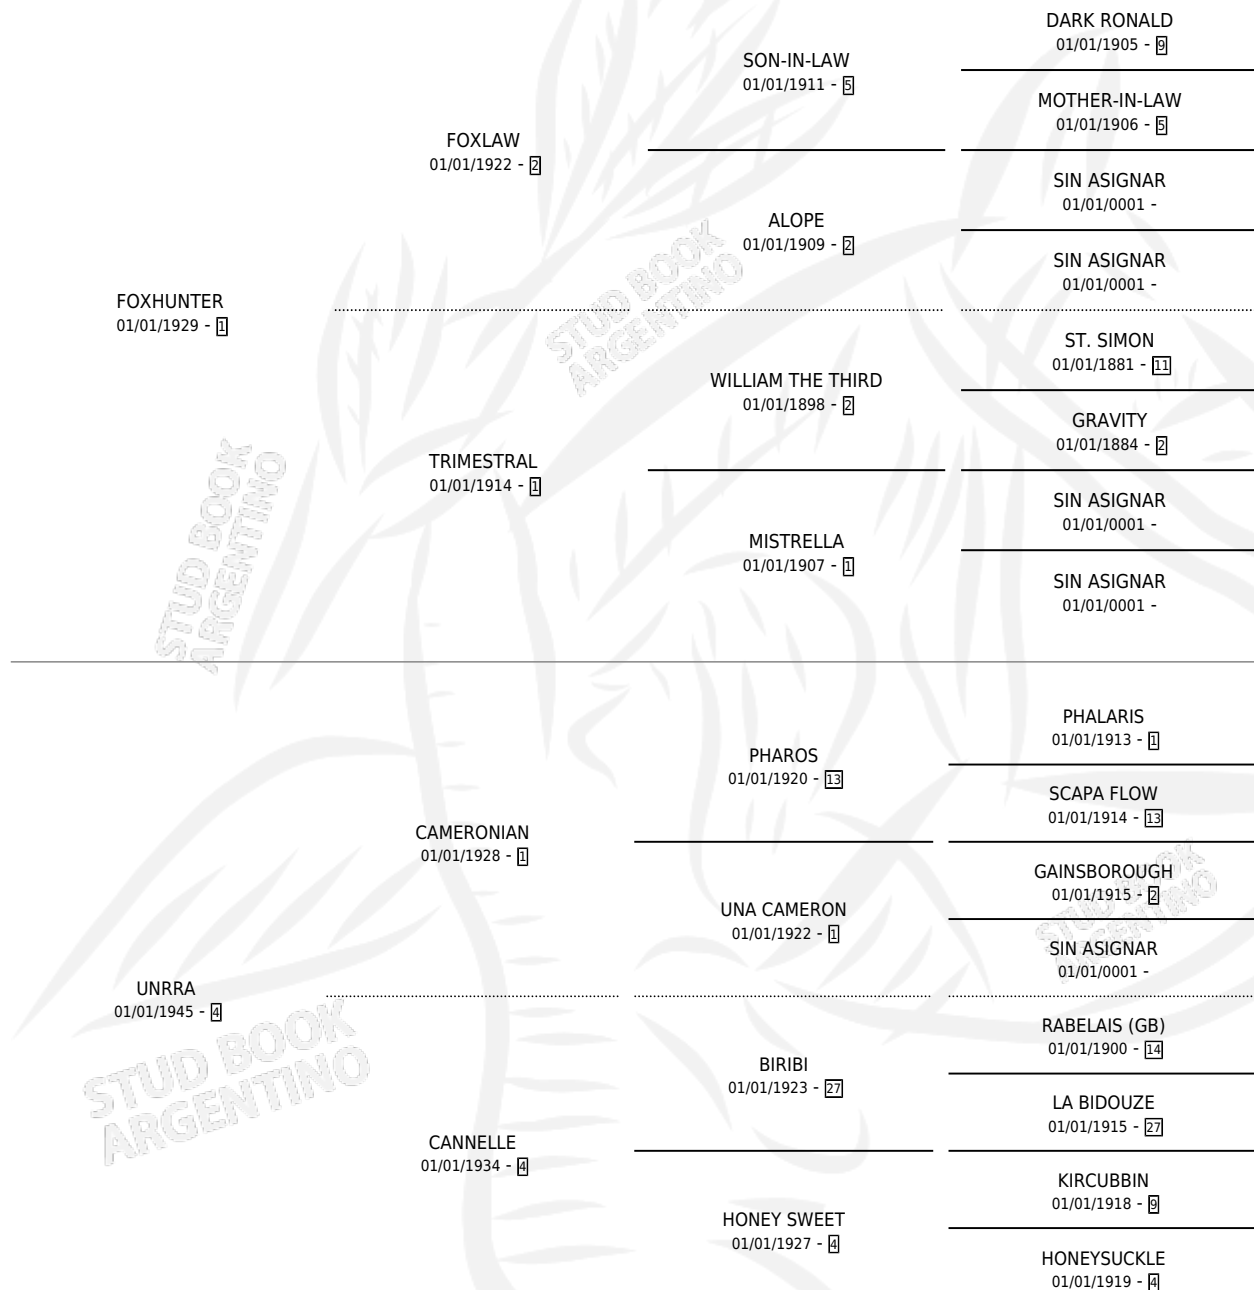 DARK RONALD
01/01/1905 - 9
SON-IN-LAW
01/01/1911 - 5
MOTHER-IN-LAW
01/01/1906 - 5
FOXLAW
01/01/1922 - 2
SIN ASIGNAR
01/01/0001 -
ALOPE
01/01/1909 - 2
SIN ASIGNAR
01/01/0001 -
FOXHUNTER
01/01/1929 - 1
STUD BOOK
ARGENTINO
ST. SIMON
01/01/1881 - 11
WILLIAM THE THIRD
01/01/1898 - 2
GRAVITY
01/01/1884 - 2
TRIMESTRAL
01/01/1914 - 1
SIN ASIGNAR
01/01/0001 -
MISTRELLA
01/01/1907 - 1
SIN ASIGNAR
01/01/0001 -
STUD BOOK
ARGENTINO
PHALARIS
01/01/1913 - 1
PHAROS
01/01/1920 - 13
SCAPA FLOW
01/01/1914 - 13
CAMERONIAN
01/01/1928 - 1
GAINSBOROUGH
01/01/1915 - 2
UNA CAMERON
01/01/1922 - 1
STUD BOOK
ARGENTINO
SIN ASIGNAR
01/01/0001 -
UNRRA
01/01/1945 - 4
RABELAIS (GB)
01/01/1900 - 14
BIRIBI
01/01/1923 - 27
STUD BOOK
ARGENTINO
LA BIDOUZE
01/01/1915 - 27
CANNELLE
01/01/1934 - 4
KIRCUBBIN
01/01/1918 - 9
HONEY SWEET
01/01/1927 - 4
HONEYSUCKLE
01/01/1919 - 4